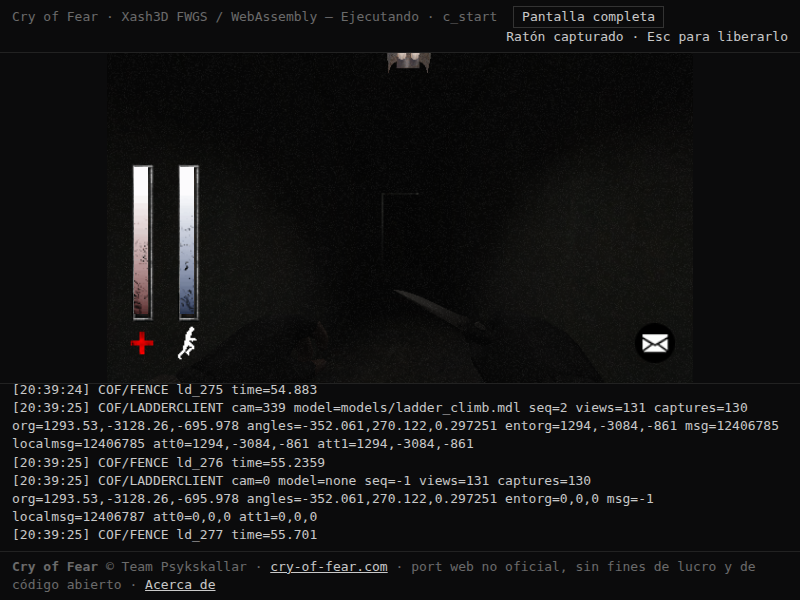 Cry of Fear · Xash3D FWGS / WebAssembly — Ejecutando · c_start Pantalla completa
Ratón capturado · Esc para liberarlo
[20:39:24] COF/FENCE ld_275 time=54.883
[20:39:25] COF/LADDERCLIENT cam=339 model=models/ladder_climb.mdl seq=2 views=131 captures=130
org=1293.53,-3128.26,-695.978 angles=-352.061,270.122,0.297251 entorg=1294,-3084,-861 msg=12406785
localmsg=12406785 att0=1294,-3084,-861 att1=1294,-3084,-861
[20:39:25] COF/FENCE ld_276 time=55.2359
[20:39:25] COF/LADDERCLIENT cam=0 model=none seq=-1 views=131 captures=130
org=1293.53,-3128.26,-695.978 angles=-352.061,270.122,0.297251 entorg=0,0,0 msg=-1
localmsg=12406787 att0=0,0,0 att1=0,0,0
[20:39:25] COF/FENCE ld_277 time=55.701
Cry of Fear © Team Psykskallar · cry-of-fear.com · port web no oficial, sin fines de lucro y de
código abierto · Acerca de